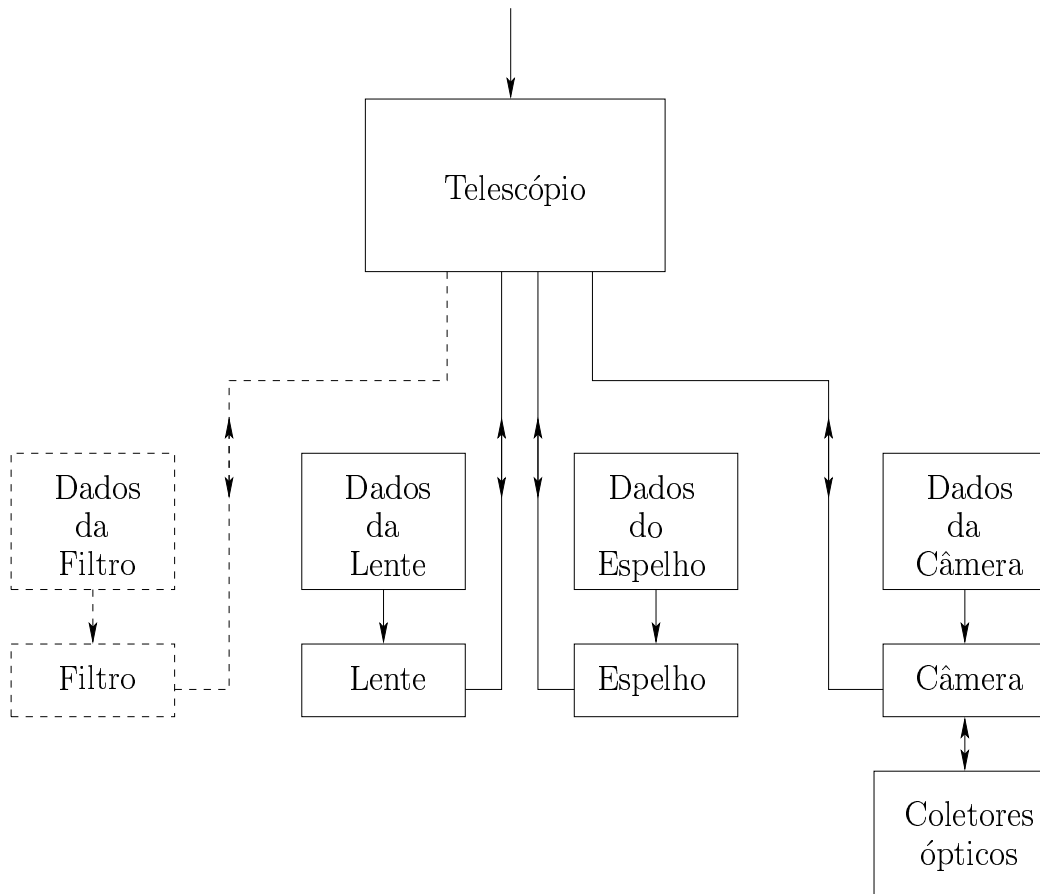 Telescópio
Dados
da
Filtro
Dados
da
Lente
Dados
do
Espelho
Dados
da
Câmera
Filtro
Lente
Espelho
Câmera
Coletores
ópticos